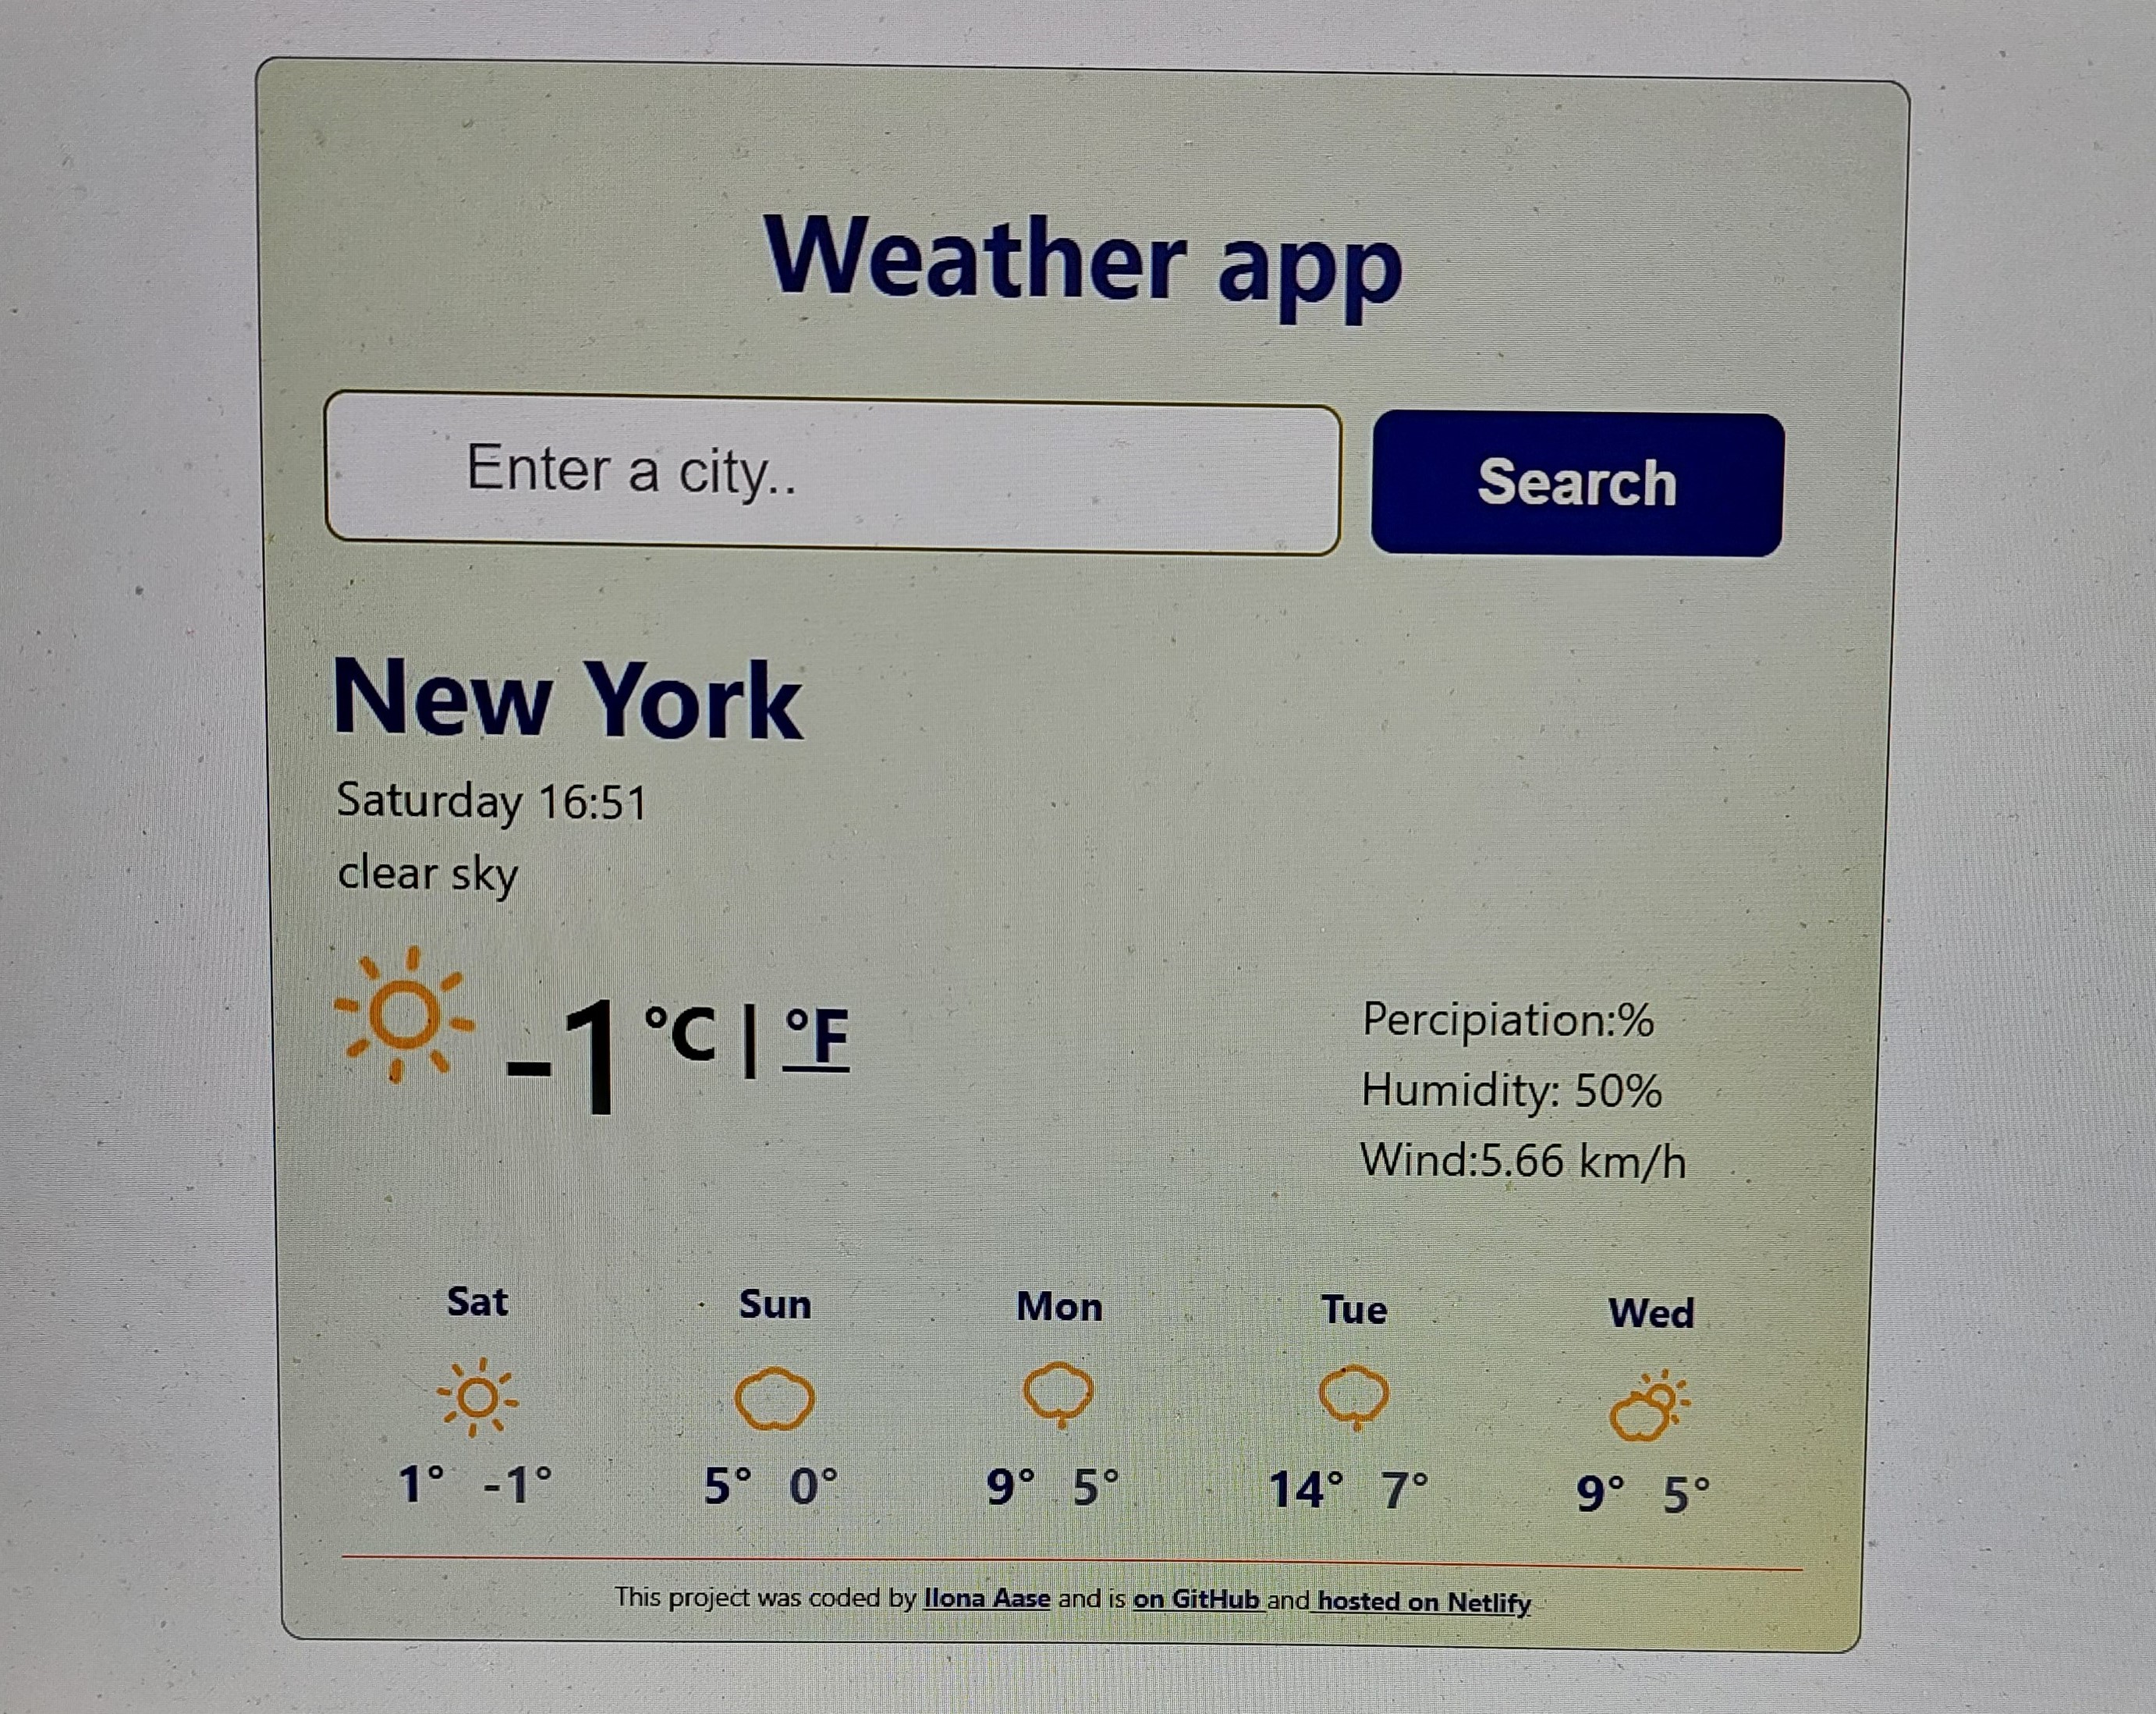 Weather app
Enter a city..
Search
New York
Saturday 16:51
clear sky
-1 °C | °F
Percipiation:%
Humidity: 50%
Wind:5.66 km/h
Sat Sun Mon Tue Wed
1° -1° 5° 0° 9° 5° 14° 7° 9° 5°
This project was coded by Ilona Aase and is on GitHub and hosted on Netlify